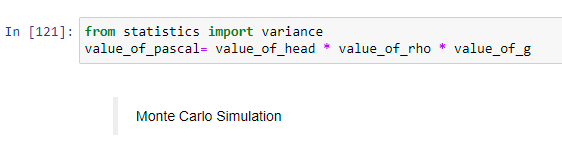 In [121]: from statistics import variance
value_of_pascal= value_of_head * value_of_rho * value_of_g
Monte Carlo Simulation